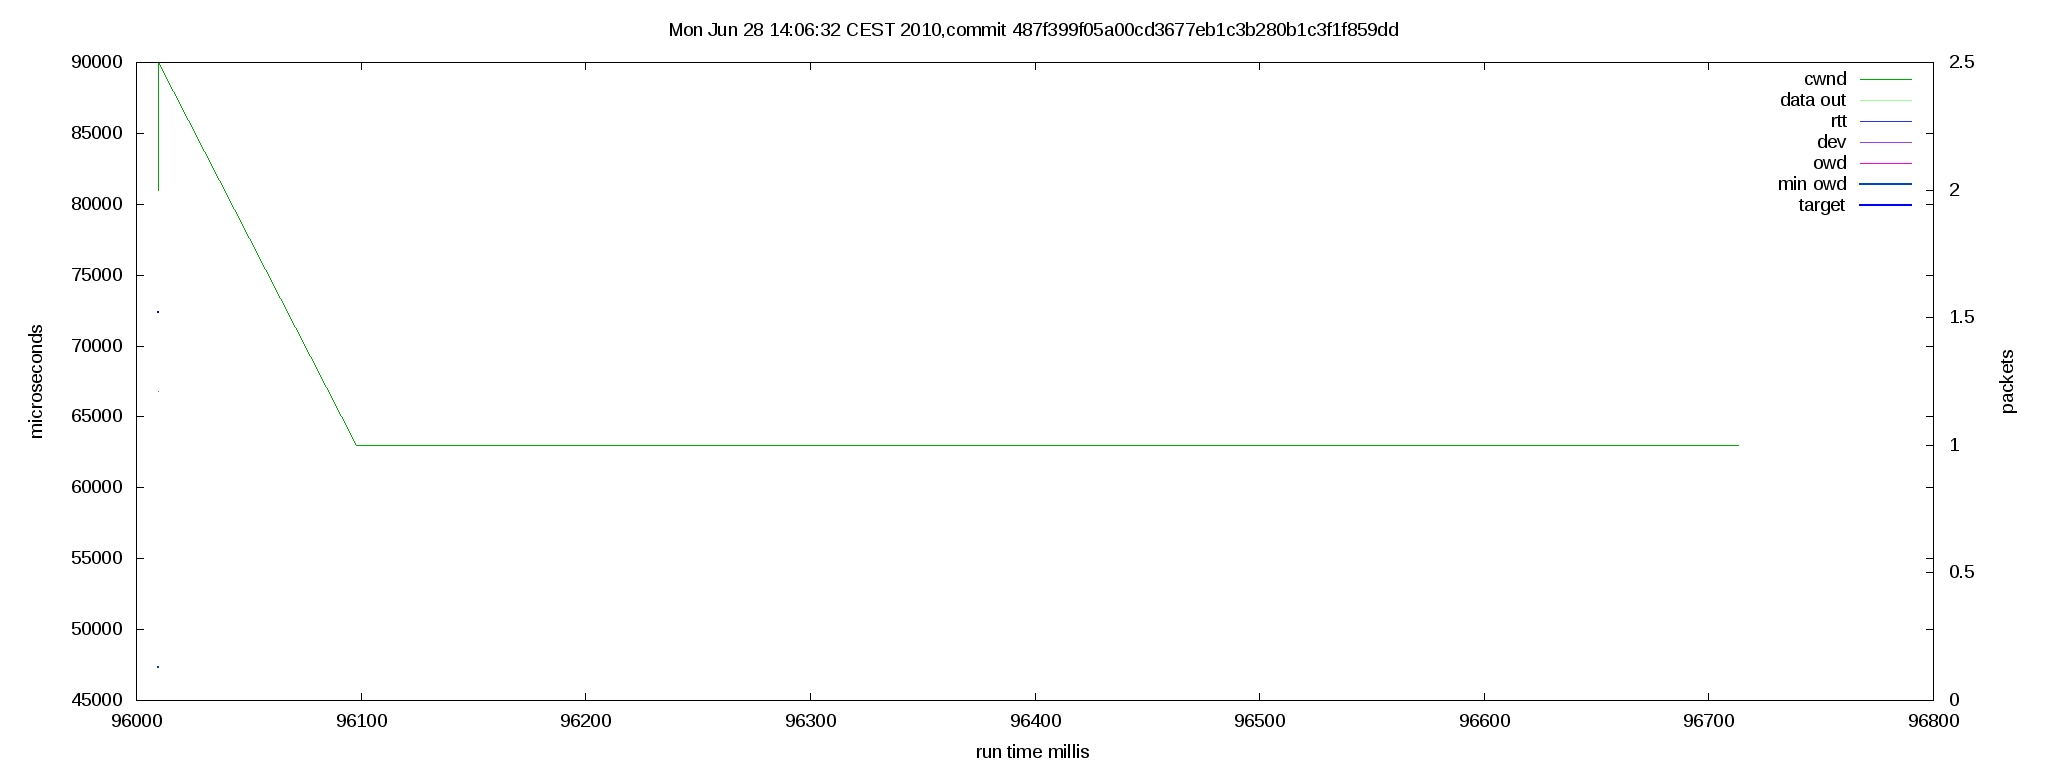 Mon Jun 28 14:06:32 CEST 2010,commit 487f399f05a00cd3677eb1c3b280b1c3f1f859dd
90000
85000
80000
75000
70000
65000
60000
55000
50000
45000
microseconds
cwnd
data out
rtt
dev
owd
min owd
target
2.5
2
1.5
1
0.5
0
packets
96000 96100 96200 96300 96400 96500 96600 96700 96800
run time millis